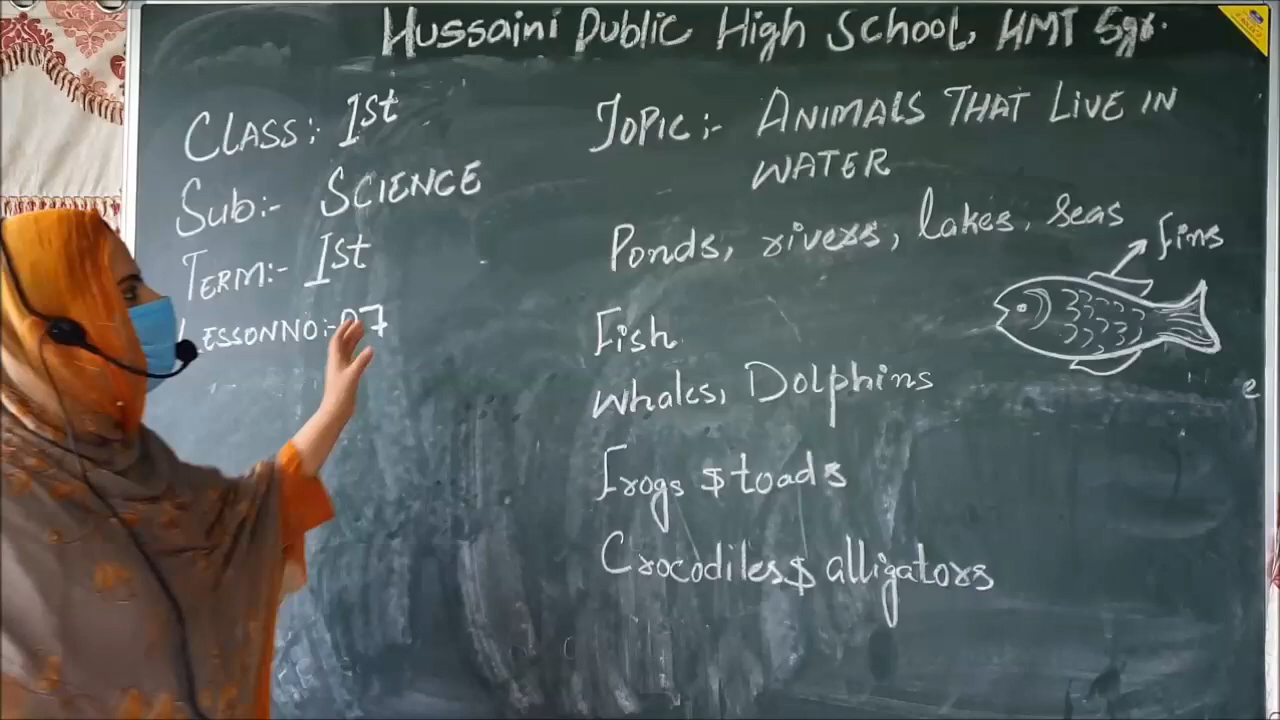 Hussaini Public High School, HMT Sgr.
CLASS:- 1st
SUB:- SCIENCE
TERM:- Ist
LESSON NO:- 07
TOPIC:- ANIMALS THAT LIVE IN
WATER
Ponds, rivers, lakes, seas
Fins
Fish
Whales, Dolphins
Frogs $ toads
Crocodiles $ alligators